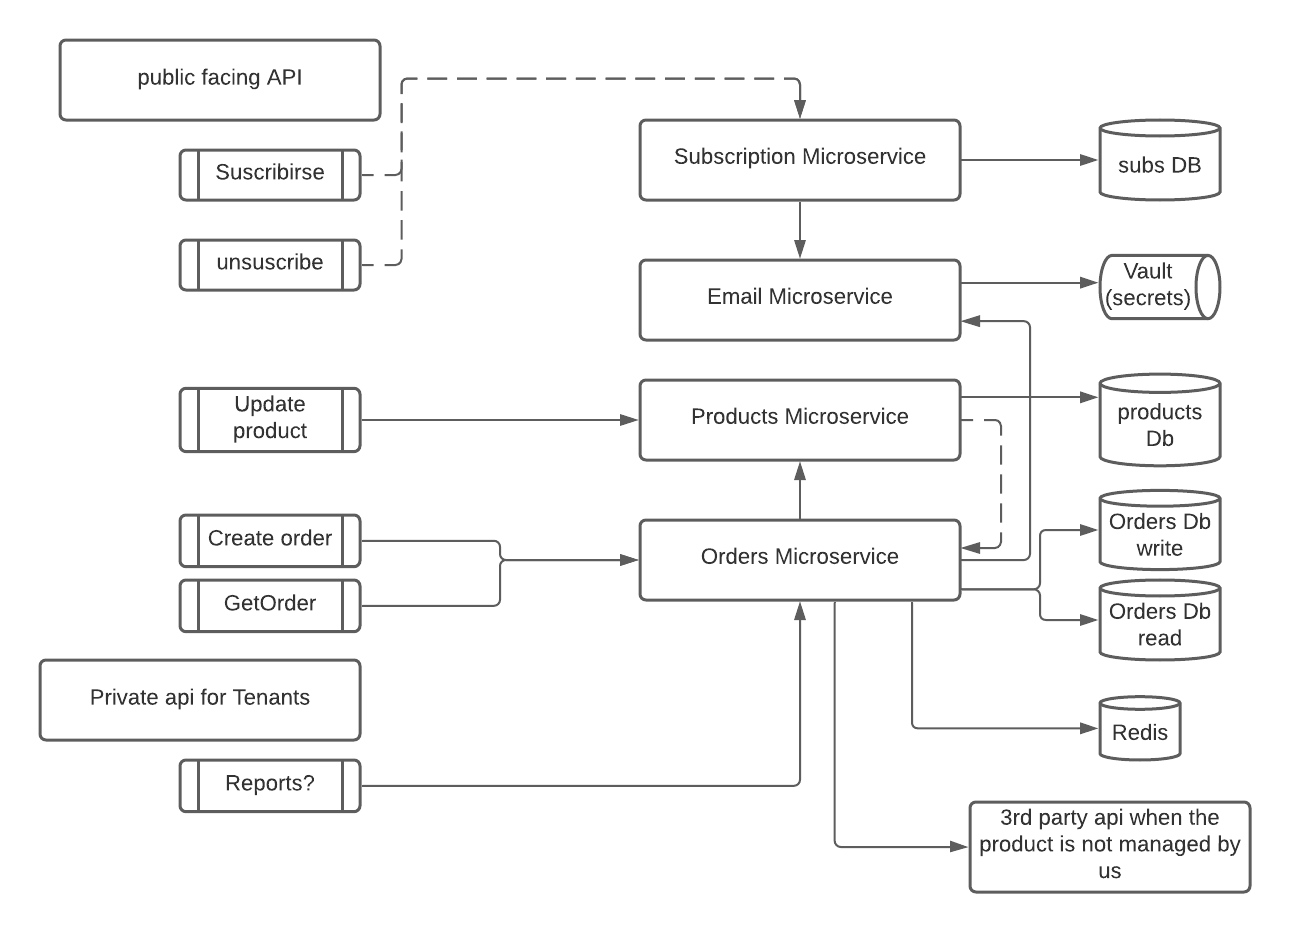 public facing API
Suscribirse
unsuscribe
Subscription Microservice
subs DB
Email Microservice
Vault
(secrets)
Update
product
Products Microservice
products
Db
Create order
GetOrder
Orders Microservice
Orders Db
write
Orders Db
read
Private api for Tenants
Redis
Reports?
3rd party api when the
product is not managed by
us